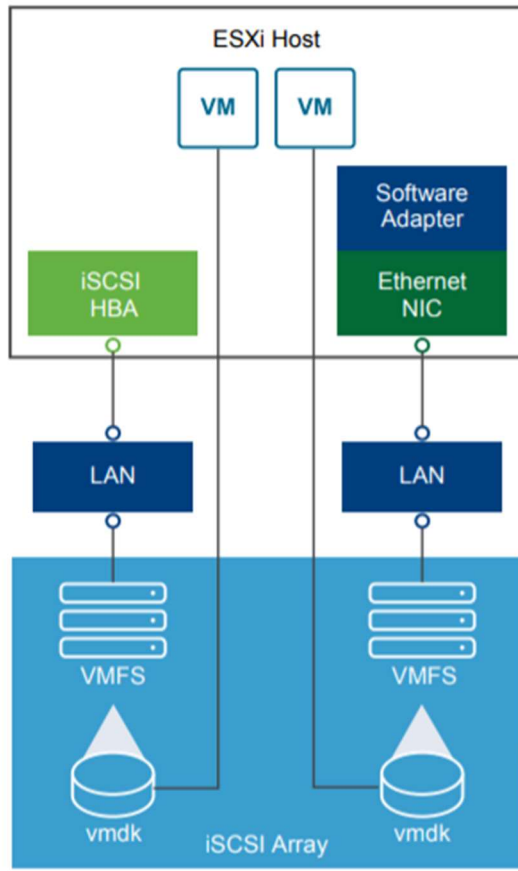 ESXi Host
VM
VM
Software
Adapter
iSCSI
HBA
Ethernet
NIC
LAN
LAN
VMFS
VMFS
vmdk
vmdk
iSCSI Array